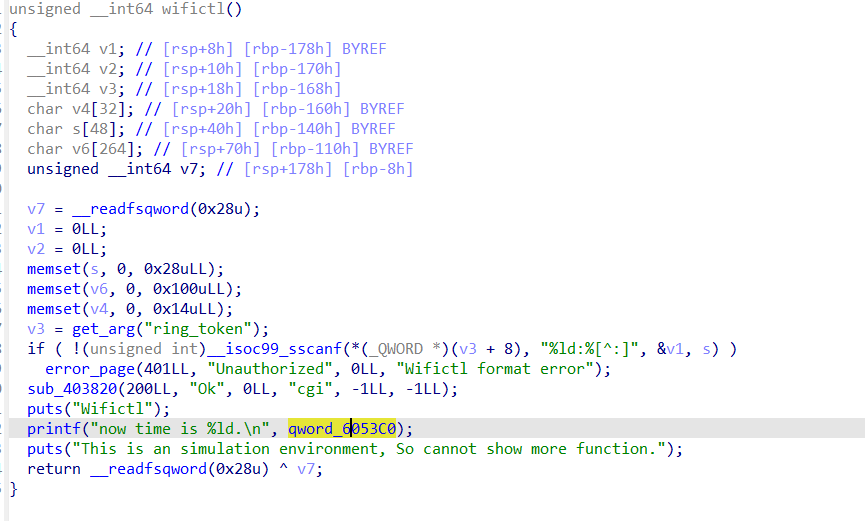 unsigned __int64 wifictl()
{
  __int64 v1; // [rsp+8h] [rbp-178h] BYREF
  __int64 v2; // [rsp+10h] [rbp-170h]
  __int64 v3; // [rsp+18h] [rbp-168h]
  char v4[32]; // [rsp+20h] [rbp-160h] BYREF
  char s[48]; // [rsp+40h] [rbp-140h] BYREF
  char v6[264]; // [rsp+70h] [rbp-110h] BYREF
  unsigned __int64 v7; // [rsp+178h] [rbp-8h]

  v7 = __readfsqword(0x28u);
  v1 = 0LL;
  v2 = 0LL;
  memset(s, 0, 0x28uLL);
  memset(v6, 0, 0x100uLL);
  memset(v4, 0, 0x14uLL);
  v3 = get_arg("ring_token");
  if ( !(unsigned int)__isoc99_sscanf(*(_QWORD *)(v3 + 8), "%ld:%[^:]", &v1, s) )
    error_page(401LL, "Unauthorized", 0LL, "Wifictl format error");
  sub_403820(200LL, "Ok", 0LL, "cgi", -1LL, -1LL);
  puts("Wifictl");
  printf("now time is %ld.\n", qword_6053C0);
  puts("This is an simulation environment, So cannot show more function.");
  return __readfsqword(0x28u) ^ v7;
}